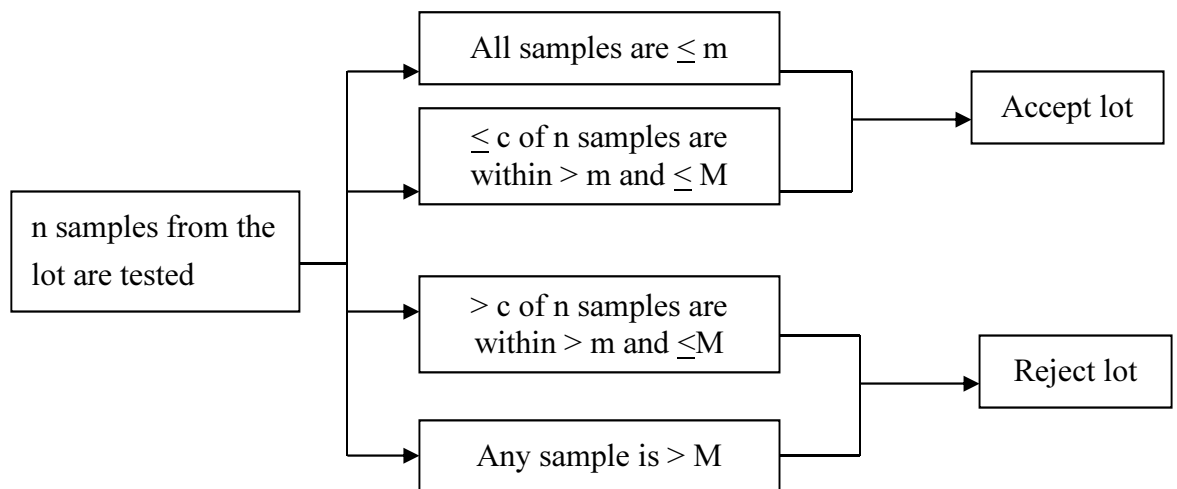 n samples from the
lot are tested
All samples are ≤ m
≤ c of n samples are
within > m and ≤ M
> c of n samples are
within > m and ≤M
Any sample is > M
Accept lot
Reject lot